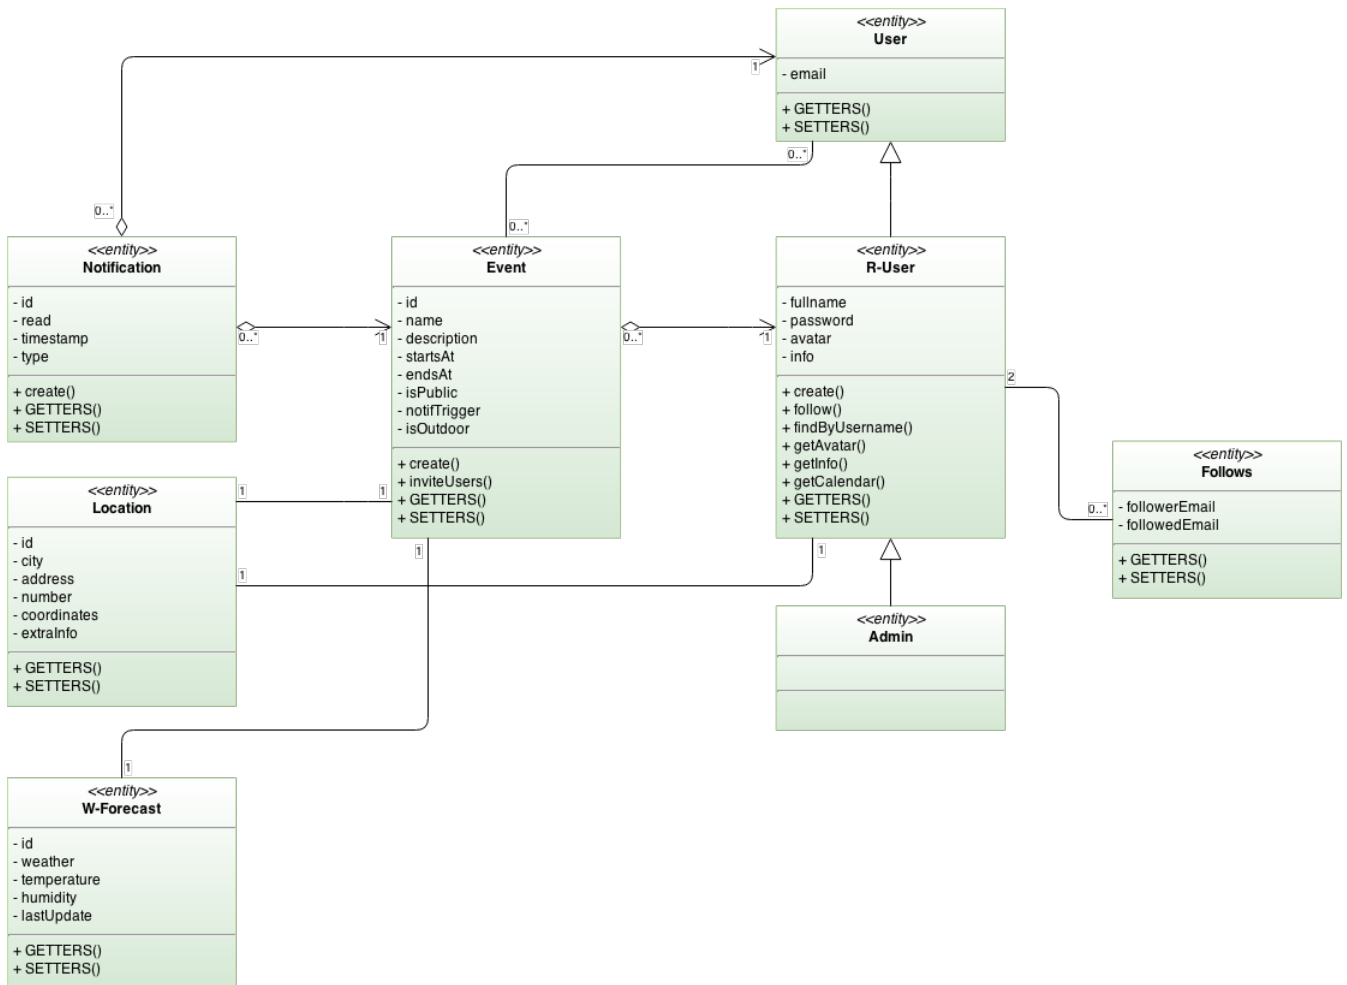 <<entity>>
User
- email
+ GETTERS()
+ SETTERS()
1
0..*
0..*
0..*
<<entity>>
Notification
- id
- read
- timestamp
- type
+ create()
+ GETTERS()
+ SETTERS()
0..*
1
<<entity>>
Event
- id
- name
- description
- startsAt
- endsAt
- isPublic
- notifTrigger
- isOutdoor
+ create()
+ inviteUsers()
+ GETTERS()
+ SETTERS()
0..*
1
<<entity>>
R-User
- fullname
- password
- avatar
- info
+ create()
+ follow()
+ findByUsername()
+ getAvatar()
+ getInfo()
+ getCalendar()
+ GETTERS()
+ SETTERS()
2
0..*
<<entity>>
Follows
- followerEmail
- followedEmail
+ GETTERS()
+ SETTERS()
<<entity>>
Location
- id
- city
- address
- number
- coordinates
- extraInfo
+ GETTERS()
+ SETTERS()
1
1
1
1
1
<<entity>>
Admin
1
<<entity>>
W-Forecast
- id
- weather
- temperature
- humidity
- lastUpdate
+ GETTERS()
+ SETTERS()